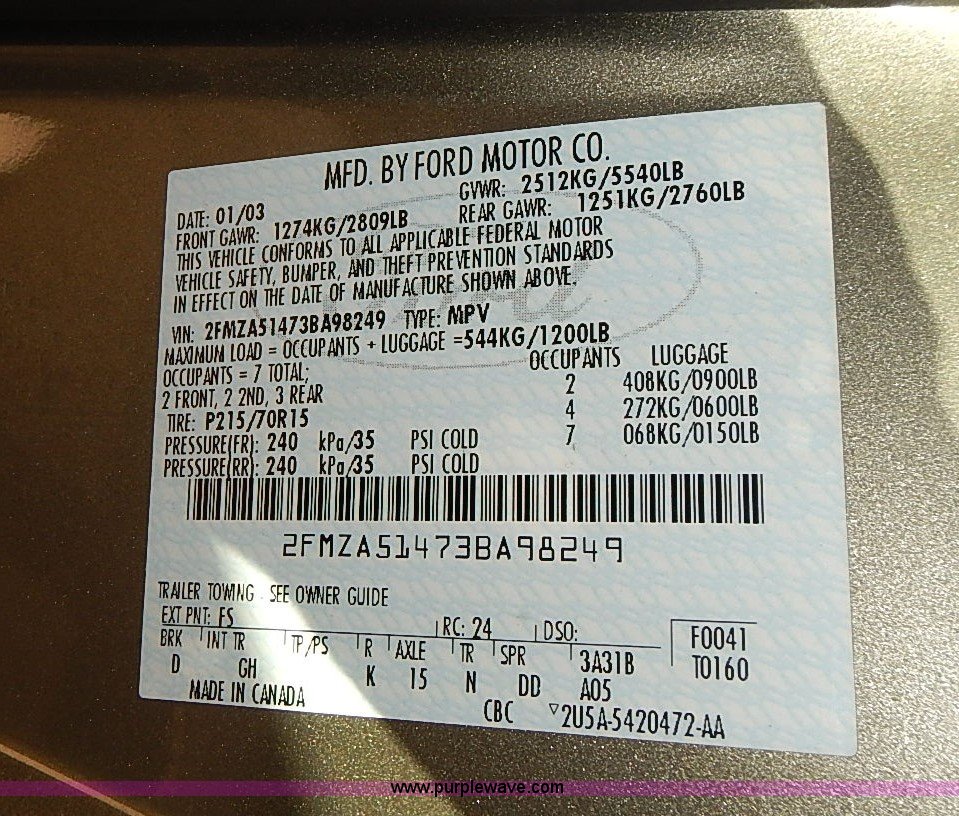 MFD. BY FORD MOTOR CO.
DATE: 01/03 GVWR: 2512KG/5540LB
FRONT GAWR: 1274KG/2809LB REAR GAWR: 1251KG/2760LB
THIS VEHICLE CONFORMS TO ALL APPLICABLE FEDERAL MOTOR
VEHICLE SAFETY, BUMPER, AND THEFT PREVENTION STANDARDS
IN EFFECT ON THE DATE OF MANUFACTURE SHOWN ABOVE.
VIN: 2FMZA51473BA98249 TYPE: MPV
MAXIMUM LOAD = OCCUPANTS + LUGGAGE =544KG/1200LB
OCCUPANTS = 7 TOTAL; OCCUPANTS LUGGAGE
2 FRONT, 2 2ND, 3 REAR 2 408KG/0900LB
TIRE: P215/70R15 4 272KG/0600LB
PRESSURE(FR): 240 kPa/35 PSI COLD 7 068KG/0150LB
PRESSURE(RR): 240 kPa/35 PSI COLD
2FMZA51473BA98249
TRAILER TOWING - SEE OWNER GUIDE
EXT PNT: FS RC: 24 DSO: F0041
BRK INT TR TP/PS R AXLE TR SPR 3A31B T0160
D GH K 15 N DD A05
MADE IN CANADA CBC ▽2U5A-5420472-AA
www.purplewave.com